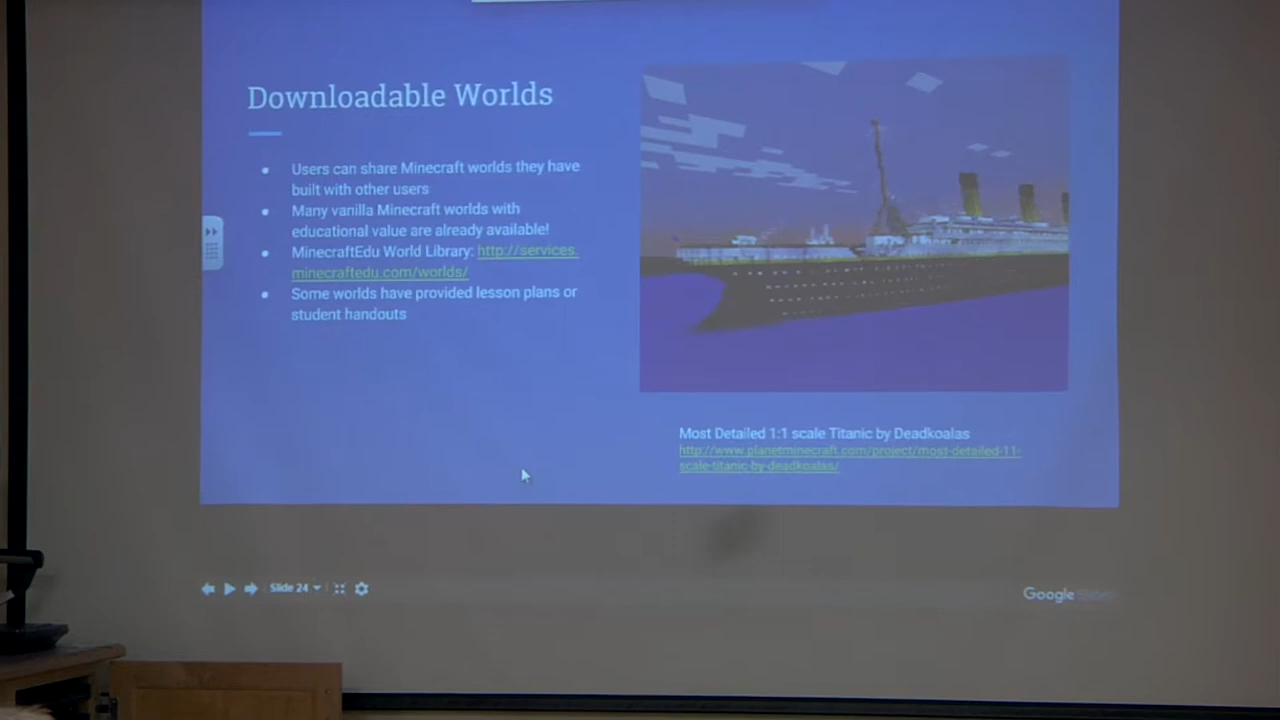 Downloadable Worlds
● Users can share Minecraft worlds they have
built with other users
● Many vanilla Minecraft worlds with
educational value are already available!
● MinecraftEdu World Library: http://services.
minecraftedu.com/worlds/
● Some worlds have provided lesson plans or
student handouts
Most Detailed 1:1 scale Titanic by Deadkoalas
http://www.planetminecraft.com/project/most-detailed-11-
scale-titanic-by-deadkoalas/
Slide 24
Google Slides